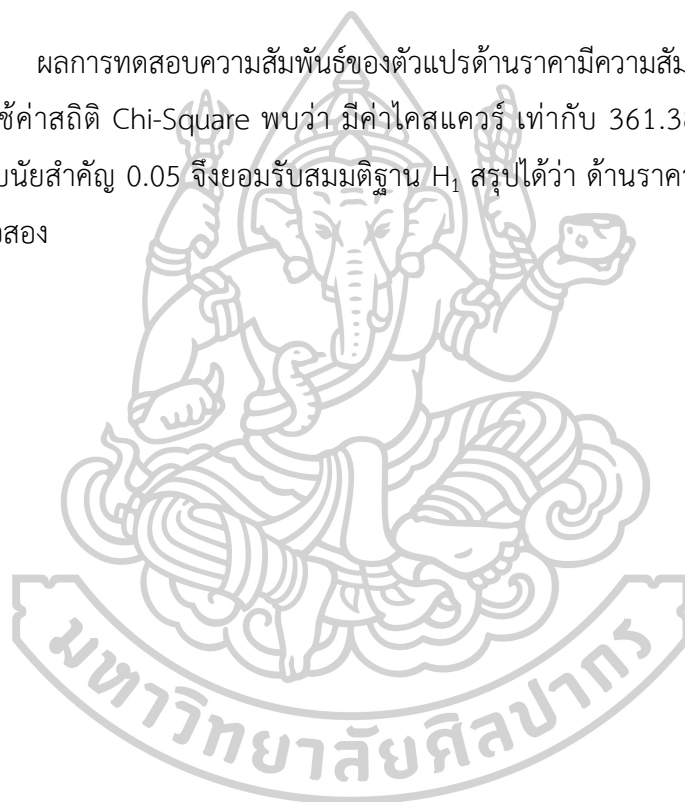 ผลการทดสอบความสัมพันธ์ของตัวแปรด้านราคามีความสัม
ช้ค่าสถิติ Chi-Square พบว่า มีค่าไคสแควร์ เท่ากับ 361.38
บนัยสำคัญ 0.05 จึงยอมรับสมมติฐาน H₁ สรุปได้ว่า ด้านราคา
อสอง
มหาวิทยาลัยศิลปากร